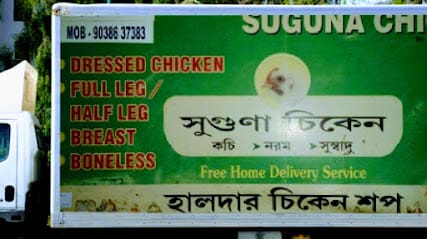 MOB - 90386 37383
SUGUNA CHI
DRESSED CHICKEN
FULL LEG /
HALF LEG
BREAST
BONELESS
সুগুণা চিকেন
কচি ➤ নরম ➤ সুস্বাদু
Free Home Delivery Service
হালদার চিকেন শপ